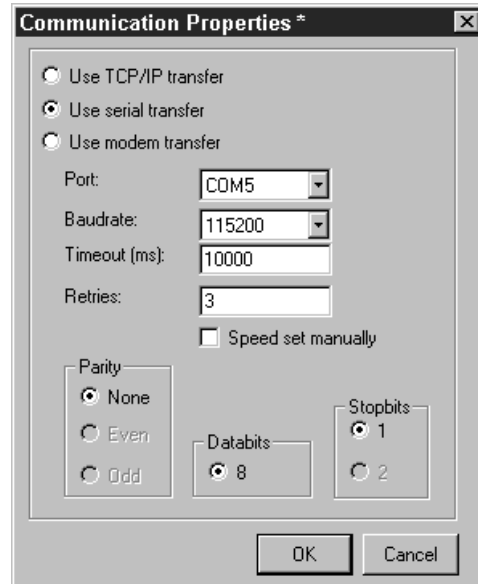 Communication Properties *
Use TCP/IP transfer
Use serial transfer
Use modem transfer
Port:
COM5
Baudrate:
115200
Timeout (ms):
10000
Retries:
3
Speed set manually
Parity
None
Even
Odd
Databits
8
Stopbits
1
2
OK
Cancel